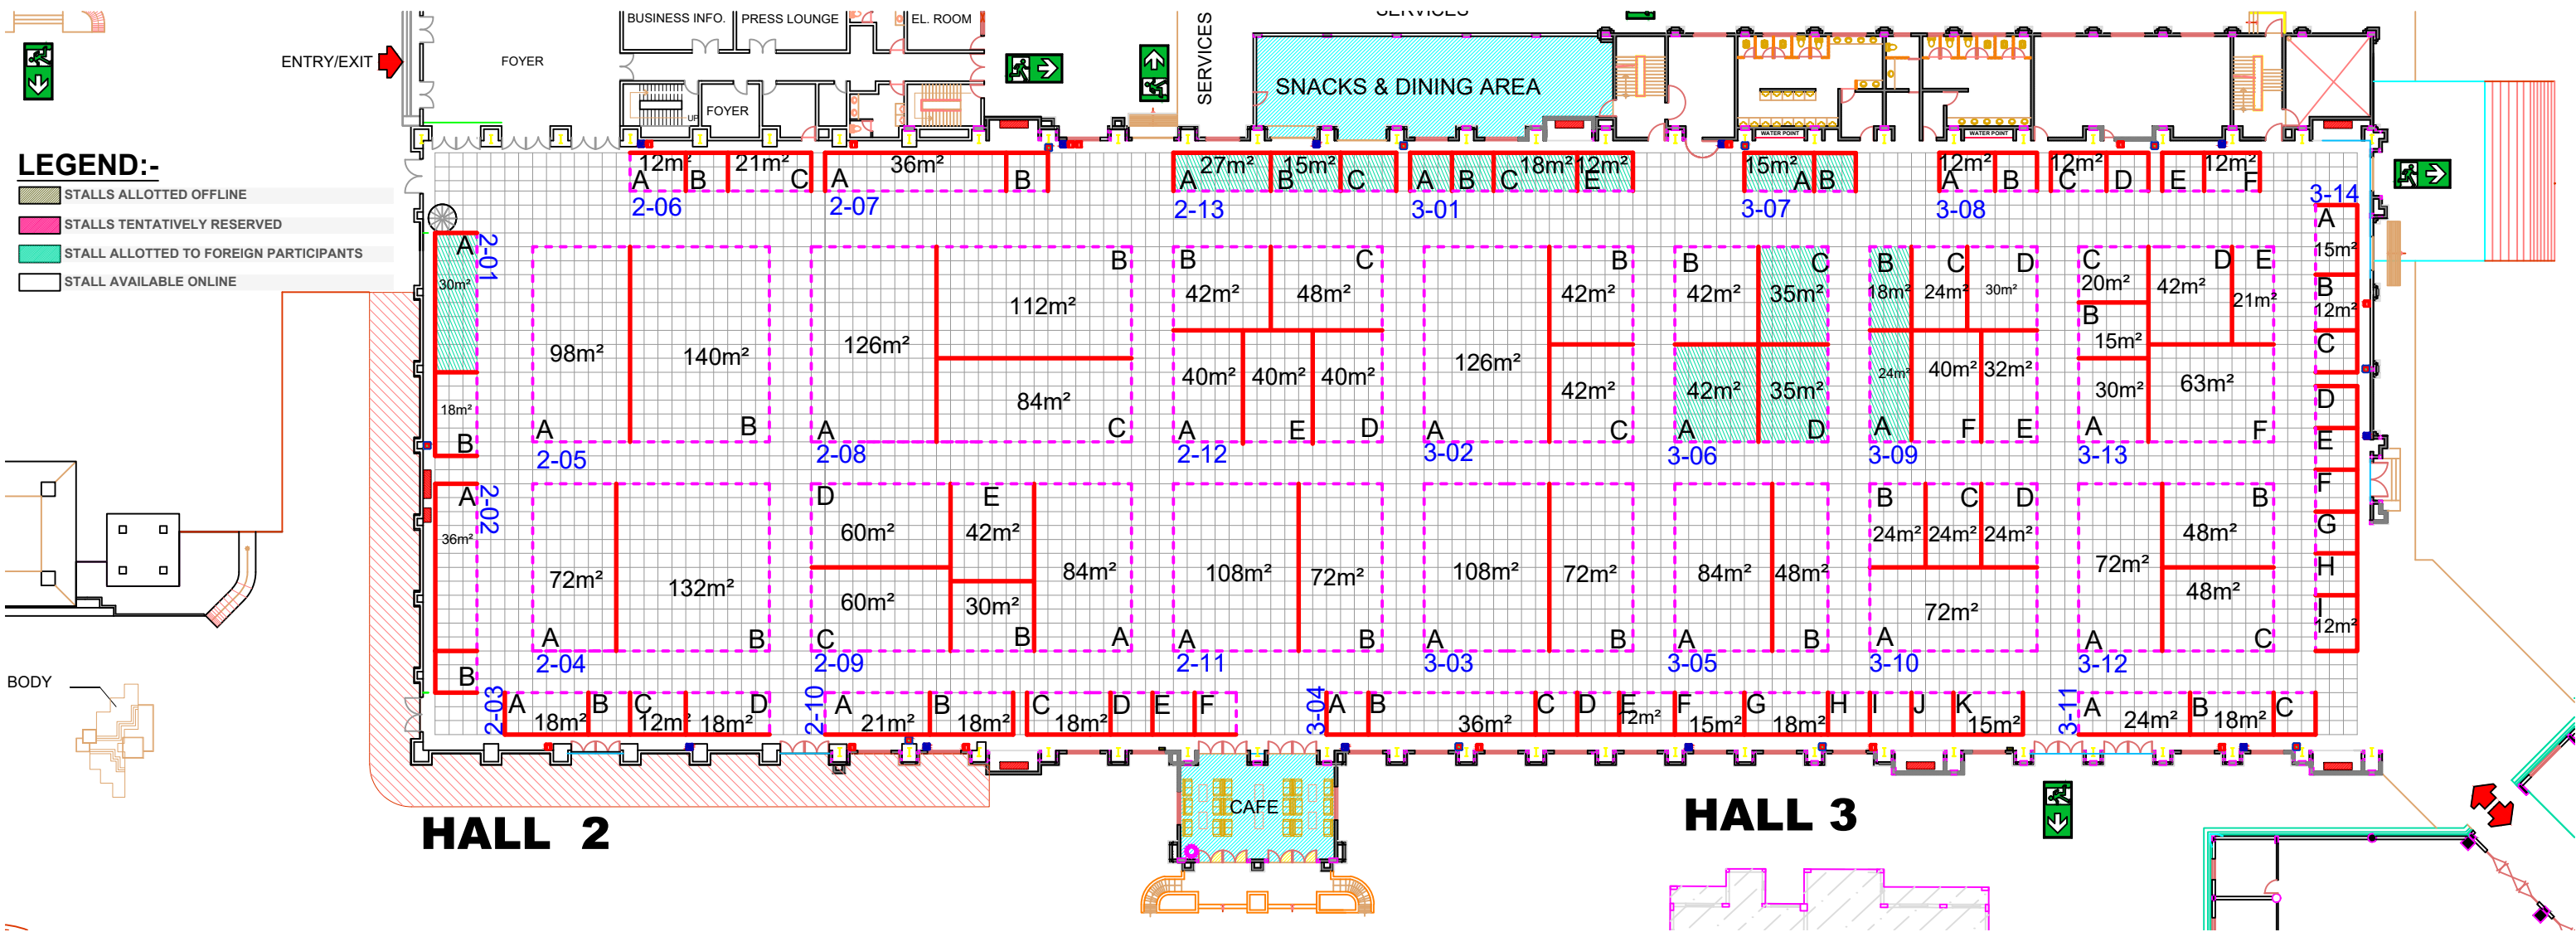 SERVICES
BUSINESS INFO.
PRESS LOUNGE
EL. ROOM
ENTRY/EXIT
FOYER
SERVICES
SNACKS & DINING AREA
FOYER
UP
WATER POINT
WATER POINT
LEGEND:-
STALLS ALLOTTED OFFLINE
STALLS TENTATIVELY RESERVED
STALL ALLOTTED TO FOREIGN PARTICIPANTS
STALL AVAILABLE ONLINE
12m² 21m²
A B C
2-06
36m²
A B
2-07
27m² 15m²
A B C
2-13
18m² 12m²
A B C E
3-01
15m²
A B
3-07
12m² 12m² 12m²
A B C D E F
3-08
3-14
A
15m²
B
12m²
C
D
E
F
G
H
I
12m²
A
2-01
30m²
18m²
B
A
2-02
36m²
B
98m² 140m²
A B
2-05
B
112m²
126m²
84m²
A C
2-08
B C
42m² 48m²
40m² 40m² 40m²
A E D
2-12
B
42m²
126m²
42m²
A C
3-02
B C
42m² 35m²
42m² 35m²
A D
3-06
B C D
18m² 24m² 30m²
24m² 40m² 32m²
A F E
3-09
C D E
20m² 42m² 21m²
B
15m²
30m² 63m²
A F
3-13
72m² 132m²
A B
2-04
D E
60m² 42m²
84m²
60m² 30m²
C B A
2-09
108m² 72m²
A B
2-11
108m² 72m²
A B
3-03
84m² 48m²
A B
3-05
B C D
24m² 24m² 24m²
72m²
A
3-10
B
48m²
72m²
48m²
A C
3-12
2-03
A B C D
18m² 12m² 18m²
2-10
A B C D E F
21m² 18m² 18m²
3-04
A B C D E F G H I J K
36m² 12m² 15m² 18m² 15m²
3-11
A B C
24m² 18m²
BODY
CAFE
HALL 2
HALL 3